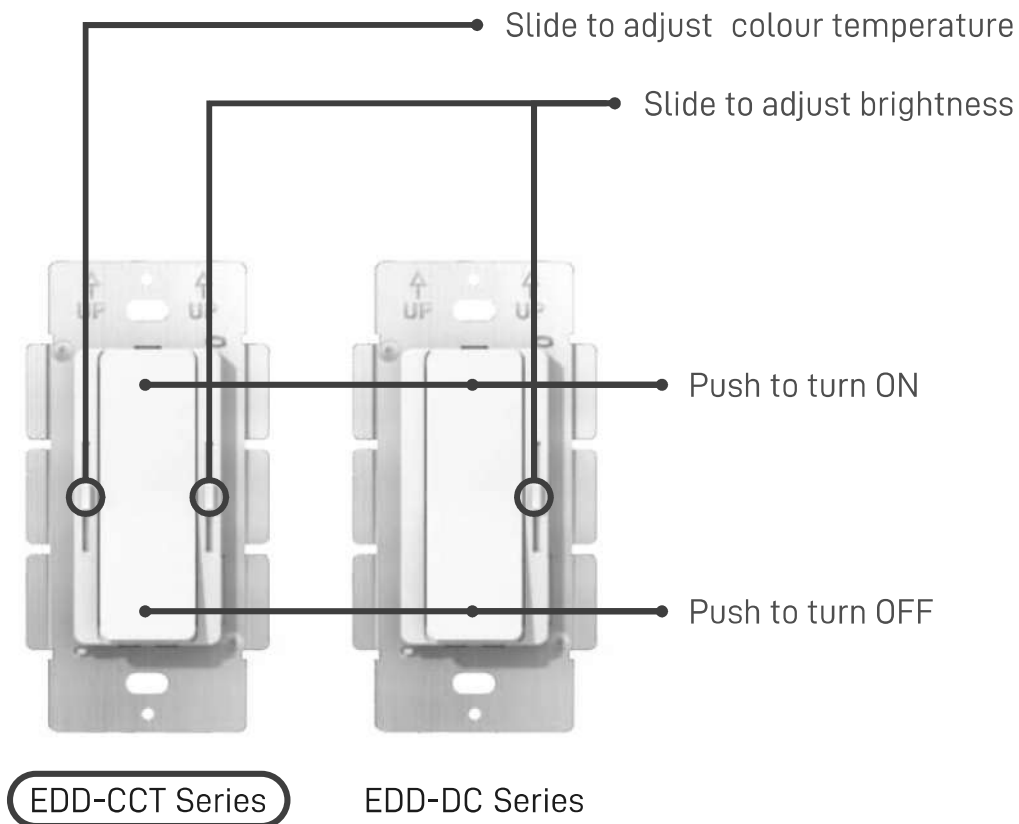 Slide to adjust colour temperature
Slide to adjust brightness
UP UP
UP UP
Push to turn ON
Push to turn OFF
EDD-CCT Series
EDD-DC Series